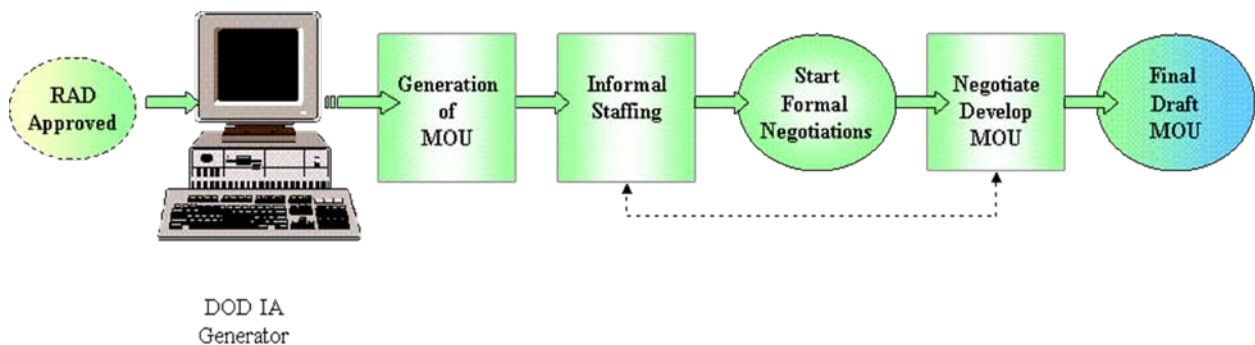 RAD
Approved
Generation
of
MOU
Informal
Staffing
Start
Formal
Negotiations
Negotiate
Develop
MOU
Final
Draft
MOU
DOD IA
Generator